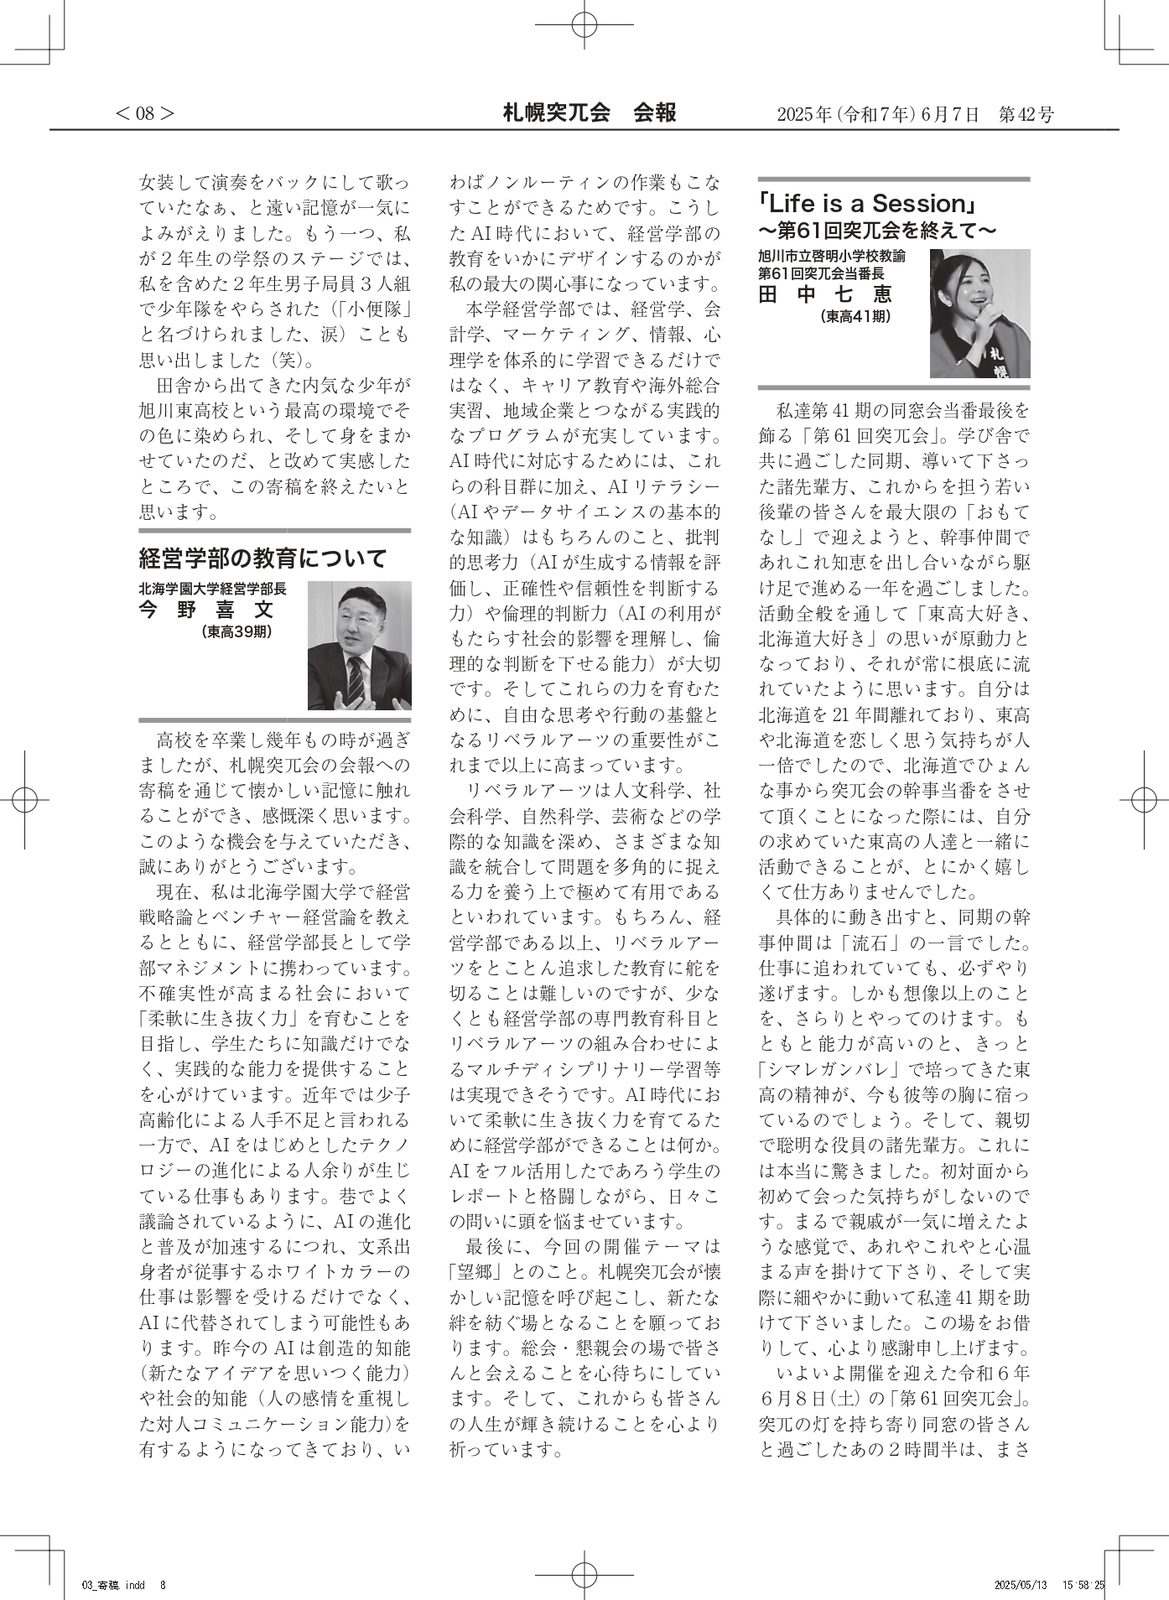 ＜ 08 ＞
札幌突兀会　会報
2025年（令和7年）6月7日　第42号
女装して演奏をバックにして歌っ
ていたなぁ、と遠い記憶が一気に
よみがえりました。もう一つ、私
が２年生の学祭のステージでは、
私を含めた２年生男子局員３人組
で少年隊をやらされた（「小便隊」
と名づけられました、涙）ことも
思い出しました（笑）。
田舎から出てきた内気な少年が
旭川東高校という最高の環境でそ
の色に染められ、そして身をまか
せていたのだ、と改めて実感した
ところで、この寄稿を終えたいと
思います。
経営学部の教育について
北海学園大学経営学部長
今　野　喜　文
（東高39期）
高校を卒業し幾年もの時が過ぎ
ましたが、札幌突兀会の会報への
寄稿を通じて懐かしい記憶に触れ
ることができ、感慨深く思います。
このような機会を与えていただき、
誠にありがとうございます。
現在、私は北海学園大学で経営
戦略論とベンチャー経営論を教え
るとともに、経営学部長として学
部マネジメントに携わっています。
不確実性が高まる社会において
「柔軟に生き抜く力」を育むことを
目指し、学生たちに知識だけでな
く、実践的な能力を提供すること
を心がけています。近年では少子
高齢化による人手不足と言われる
一方で、AI をはじめとしたテクノ
ロジーの進化による人余りが生じ
ている仕事もあります。巷でよく
議論されているように、AI の進化
と普及が加速するにつれ、文系出
身者が従事するホワイトカラーの
仕事は影響を受けるだけでなく、
AI に代替されてしまう可能性もあ
ります。昨今の AI は創造的知能
（新たなアイデアを思いつく能力）
や社会的知能（人の感情を重視し
た対人コミュニケーション能力）を
有するようになってきており、い
わばノンルーティンの作業もこな
すことができるためです。こうし
た AI 時代において、経営学部の
教育をいかにデザインするのかが
私の最大の関心事になっています。
本学経営学部では、経営学、会
計学、マーケティング、情報、心
理学を体系的に学習できるだけで
はなく、キャリア教育や海外総合
実習、地域企業とつながる実践的
なプログラムが充実しています。
AI 時代に対応するためには、これ
らの科目群に加え、AI リテラシー
（AI やデータサイエンスの基本的
な知識）はもちろんのこと、批判
的思考力（AI が生成する情報を評
価し、正確性や信頼性を判断する
力）や倫理的判断力（AI の利用が
もたらす社会的影響を理解し、倫
理的な判断を下せる能力）が大切
です。そしてこれらの力を育むた
めに、自由な思考や行動の基盤と
なるリベラルアーツの重要性がこ
れまで以上に高まっています。
リベラルアーツは人文科学、社
会科学、自然科学、芸術などの学
際的な知識を深め、さまざまな知
識を統合して問題を多角的に捉え
る力を養う上で極めて有用である
といわれています。もちろん、経
営学部である以上、リベラルアー
ツをとことん追求した教育に舵を
切ることは難しいのですが、少な
くとも経営学部の専門教育科目と
リベラルアーツの組み合わせによ
るマルチディシプリナリー学習等
は実現できそうです。AI 時代にお
いて柔軟に生き抜く力を育てるた
めに経営学部ができることは何か。
AI をフル活用したであろう学生の
レポートと格闘しながら、日々こ
の問いに頭を悩ませています。
最後に、今回の開催テーマは
「望郷」とのこと。札幌突兀会が懐
かしい記憶を呼び起こし、新たな
絆を紡ぐ場となることを願ってお
ります。総会・懇親会の場で皆さ
んと会えることを心待ちにしてい
ます。そして、これからも皆さん
の人生が輝き続けることを心より
祈っています。
「Life is a Session」
〜第61回突兀会を終えて〜
旭川市立啓明小学校教諭
第61回突兀会当番長
田　中　七　恵
（東高41期）
札
幌
私達第 41 期の同窓会当番最後を
飾る「第 61 回突兀会」。学び舎で
共に過ごした同期、導いて下さっ
た諸先輩方、これからを担う若い
後輩の皆さんを最大限の「おもて
なし」で迎えようと、幹事仲間で
あれこれ知恵を出し合いながら駆
け足で進める一年を過ごしました。
活動全般を通して「東高大好き、
北海道大好き」の思いが原動力と
なっており、それが常に根底に流
れていたように思います。自分は
北海道を 21 年間離れており、東高
や北海道を恋しく思う気持ちが人
一倍でしたので、北海道でひょん
な事から突兀会の幹事当番をさせ
て頂くことになった際には、自分
の求めていた東高の人達と一緒に
活動できることが、とにかく嬉し
くて仕方ありませんでした。
具体的に動き出すと、同期の幹
事仲間は「流石」の一言でした。
仕事に追われていても、必ずやり
遂げます。しかも想像以上のこと
を、さらりとやってのけます。も
ともと能力が高いのと、きっと
「シマレガンバレ」で培ってきた東
高の精神が、今も彼等の胸に宿っ
ているのでしょう。そして、親切
で聡明な役員の諸先輩方。これに
は本当に驚きました。初対面から
初めて会った気持ちがしないので
す。まるで親戚が一気に増えたよ
うな感覚で、あれやこれやと心温
まる声を掛けて下さり、そして実
際に細やかに動いて私達 41 期を助
けて下さいました。この場をお借
りして、心より感謝申し上げます。
いよいよ開催を迎えた令和６年
６月８日（土）の「第 61 回突兀会」。
突兀の灯を持ち寄り同窓の皆さん
と過ごしたあの２時間半は、まさ
03_寄稿.indd　8
2025/05/13　15:58:25